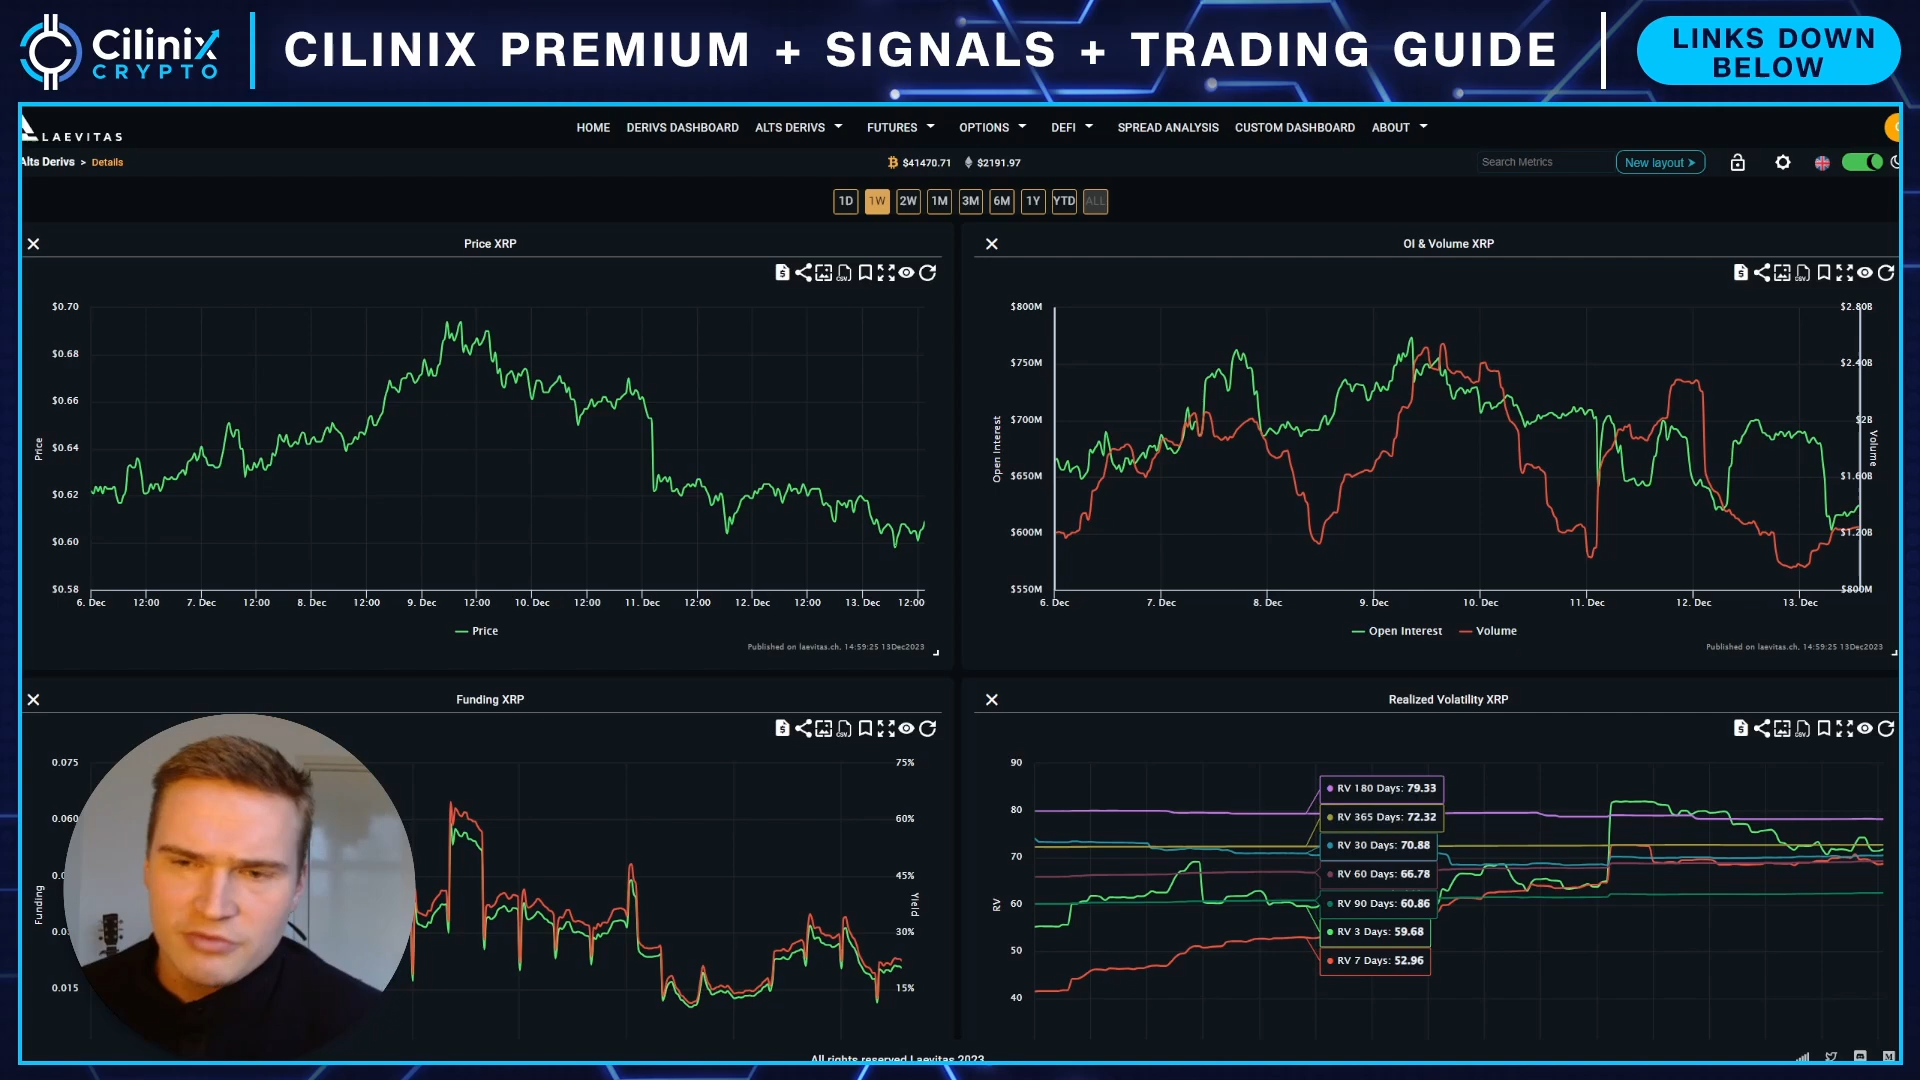 Cilinix
CRYPTO
CILINIX PREMIUM + SIGNALS + TRADING GUIDE
LINKS DOWN
BELOW
LAEVITAS
HOME DERIVS DASHBOARD ALTS DERIVS FUTURES OPTIONS DEFI SPREAD ANALYSIS CUSTOM DASHBOARD ABOUT
Alts Derivs > Details
$41470.71 $2191.97
Search Metrics
New layout
1D 1W 2W 1M 3M 6M 1Y YTD ALL
Price XRP
$0.70
$0.68
$0.66
$0.64
$0.62
$0.60
$0.58
Price
6. Dec 12:00 7. Dec 12:00 8. Dec 12:00 9. Dec 12:00 10. Dec 12:00 11. Dec 12:00 12. Dec 12:00 13. Dec 12:00
Price
Published on laevitas.ch, 14:59:25 13Dec2023
OI & Volume XRP
$800M
$750M
$700M
$650M
$600M
$550M
Open Interest
$2.80B
$2.40B
$2B
$1.60B
$1.20B
$800M
Volume
6. Dec 7. Dec 8. Dec 9. Dec 10. Dec 11. Dec 12. Dec 13. Dec
Open Interest Volume
Published on laevitas.ch, 14:59:25 13Dec2023
Funding XRP
0.075
0.060
0.015
Funding
75%
60%
45%
30%
15%
Yield
Realized Volatility XRP
90
80
70
60
50
40
RV
RV 180 Days: 79.33
RV 365 Days: 72.32
RV 30 Days: 70.88
RV 60 Days: 66.78
RV 90 Days: 60.86
RV 3 Days: 59.68
RV 7 Days: 52.96
All rights reserved Laevitas 2023